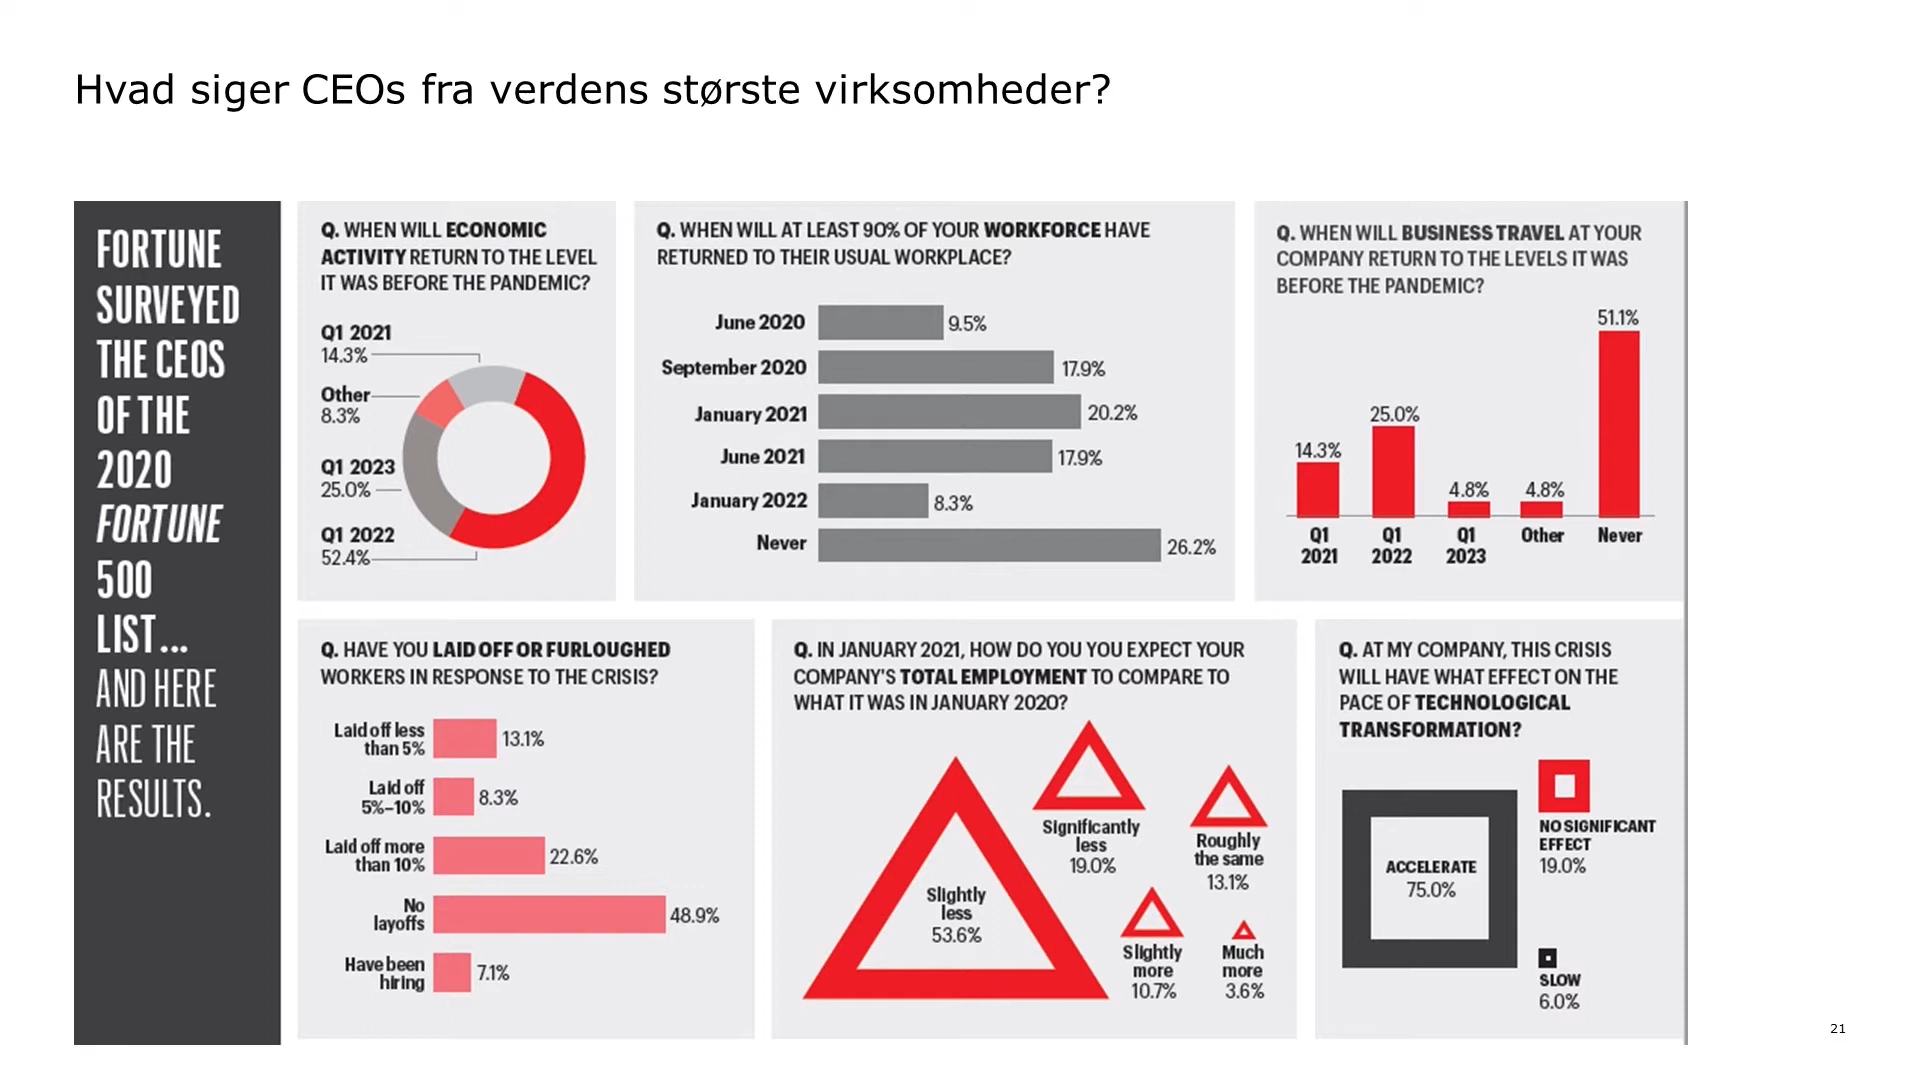 Hvad siger CEOs fra verdens største virksomheder?
FORTUNE
SURVEYED
THE CEOS
OF THE
2020
FORTUNE
500
LIST...
AND HERE
ARE THE
RESULTS.
Q. WHEN WILL ECONOMIC
ACTIVITY RETURN TO THE LEVEL
IT WAS BEFORE THE PANDEMIC?
Q1 2021
14.3%
Other
8.3%
Q1 2023
25.0%
Q1 2022
52.4%
Q. WHEN WILL AT LEAST 90% OF YOUR WORKFORCE HAVE
RETURNED TO THEIR USUAL WORKPLACE?
June 2020 9.5%
September 2020 17.9%
January 2021 20.2%
June 2021 17.9%
January 2022 8.3%
Never 26.2%
Q. WHEN WILL BUSINESS TRAVEL AT YOUR
COMPANY RETURN TO THE LEVELS IT WAS
BEFORE THE PANDEMIC?
14.3%
25.0%
4.8%
4.8%
51.1%
Q1
2021
Q1
2022
Q1
2023
Other
Never
Q. HAVE YOU LAID OFF OR FURLOUGHED
WORKERS IN RESPONSE TO THE CRISIS?
Laid off less
than 5%
13.1%
Laid off
5%–10%
8.3%
Laid off more
than 10%
22.6%
No
layoffs
48.9%
Have been
hiring
7.1%
Q. IN JANUARY 2021, HOW DO YOU YOU EXPECT YOUR
COMPANY'S TOTAL EMPLOYMENT TO COMPARE TO
WHAT IT WAS IN JANUARY 2020?
Slightly
less
53.6%
Significantly
less
19.0%
Roughly
the same
13.1%
Slightly
more
10.7%
Much
more
3.6%
Q. AT MY COMPANY, THIS CRISIS
WILL HAVE WHAT EFFECT ON THE
PACE OF TECHNOLOGICAL
TRANSFORMATION?
ACCELERATE
75.0%
NO SIGNIFICANT
EFFECT
19.0%
SLOW
6.0%
21